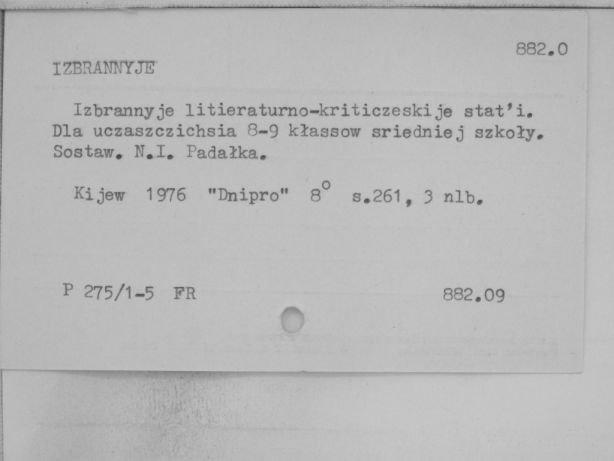 882.0
IZBRANNYJE
Izbrannyje litieraturno-kriticzeskije stat'i.
Dla uczaszczichsia 8-9 kłassow sriedniej szkoły.
Sostaw. N.I. Padałka.
Kijew 1976 "Dnipro" 8° s.261, 3 nlb.
P 275/1-5 FR 882.09